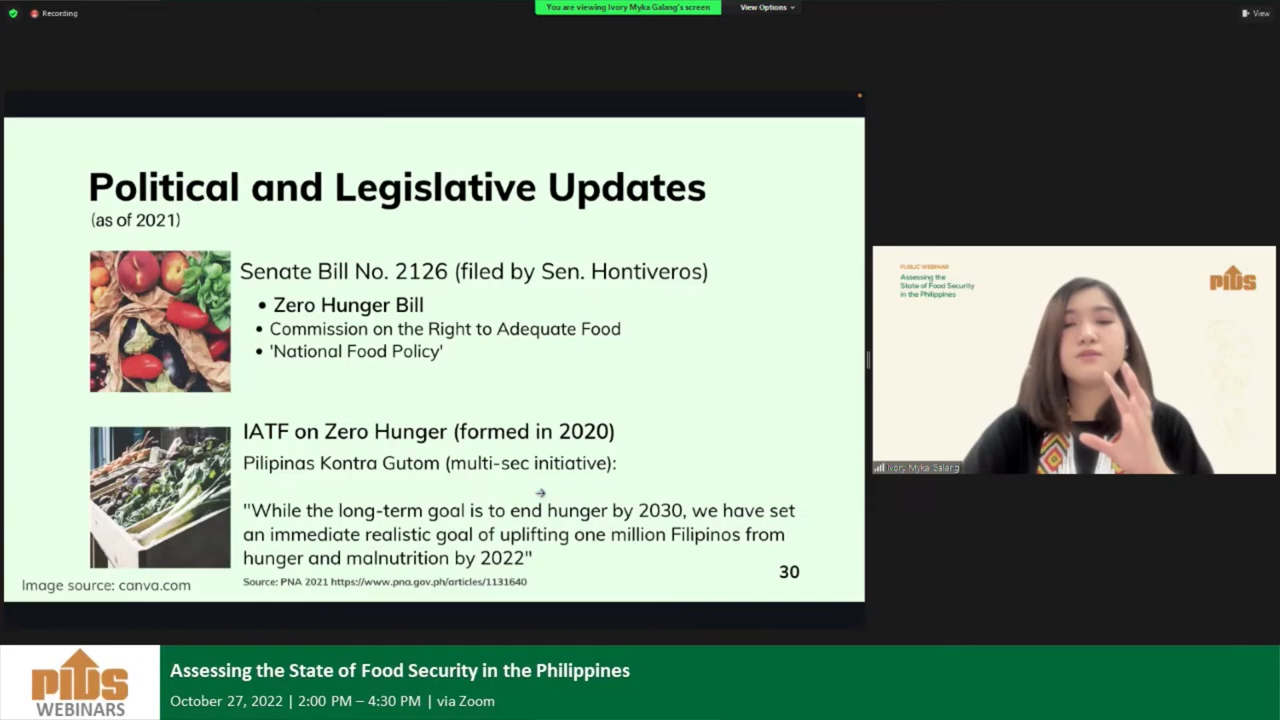 Recording
You are viewing Ivory Myka Galang's screen
View Options
View
Political and Legislative Updates
(as of 2021)
Senate Bill No. 2126 (filed by Sen. Hontiveros)
• Zero Hunger Bill
• Commission on the Right to Adequate Food
• 'National Food Policy'
IATF on Zero Hunger (formed in 2020)
Pilipinas Kontra Gutom (multi-sec initiative):
"While the long-term goal is to end hunger by 2030, we have set
an immediate realistic goal of uplifting one million Filipinos from
hunger and malnutrition by 2022"
Source: PNA 2021 https://www.pna.gov.ph/articles/1131640
Image source: canva.com
30
PUBLIC WEBINAR
Assessing the
State of Food Security
in the Philippines
PIDS
Ivory Myka Galang
PIDS
WEBINARS
Assessing the State of Food Security in the Philippines
October 27, 2022 | 2:00 PM – 4:30 PM | via Zoom